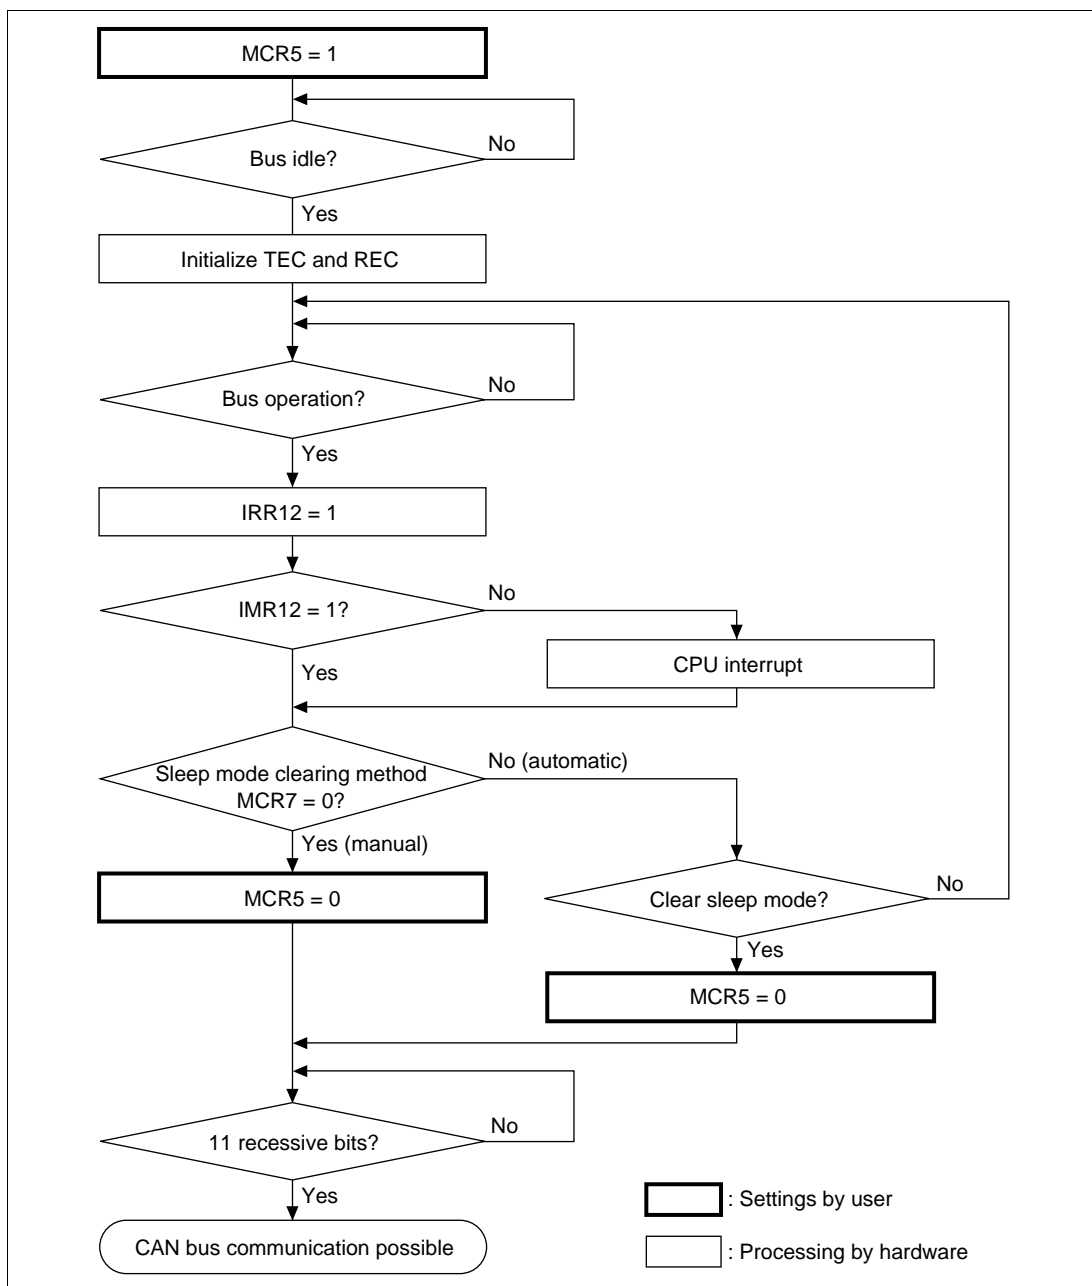 MCR5 = 1
Bus idle?
No
Yes
Initialize TEC and REC
Bus operation?
No
Yes
IRR12 = 1
IMR12 = 1?
No
Yes
CPU interrupt
Sleep mode clearing method
MCR7 = 0?
No (automatic)
Yes (manual)
MCR5 = 0
Clear sleep mode?
No
Yes
MCR5 = 0
11 recessive bits?
No
Yes
CAN bus communication possible
: Settings by user
: Processing by hardware